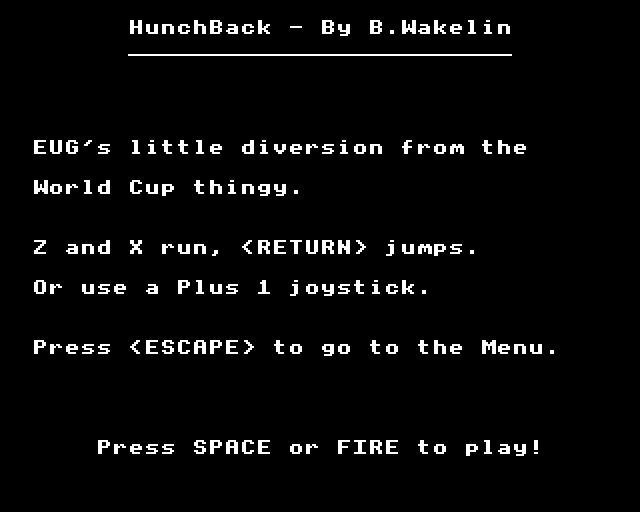 HunchBack - By B.Wakelin
EUG's little diversion from the
World Cup thingy.
Z and X run, <RETURN> jumps.
Or use a Plus 1 joystick.
Press <ESCAPE> to go to the Menu.
Press SPACE or FIRE to play!